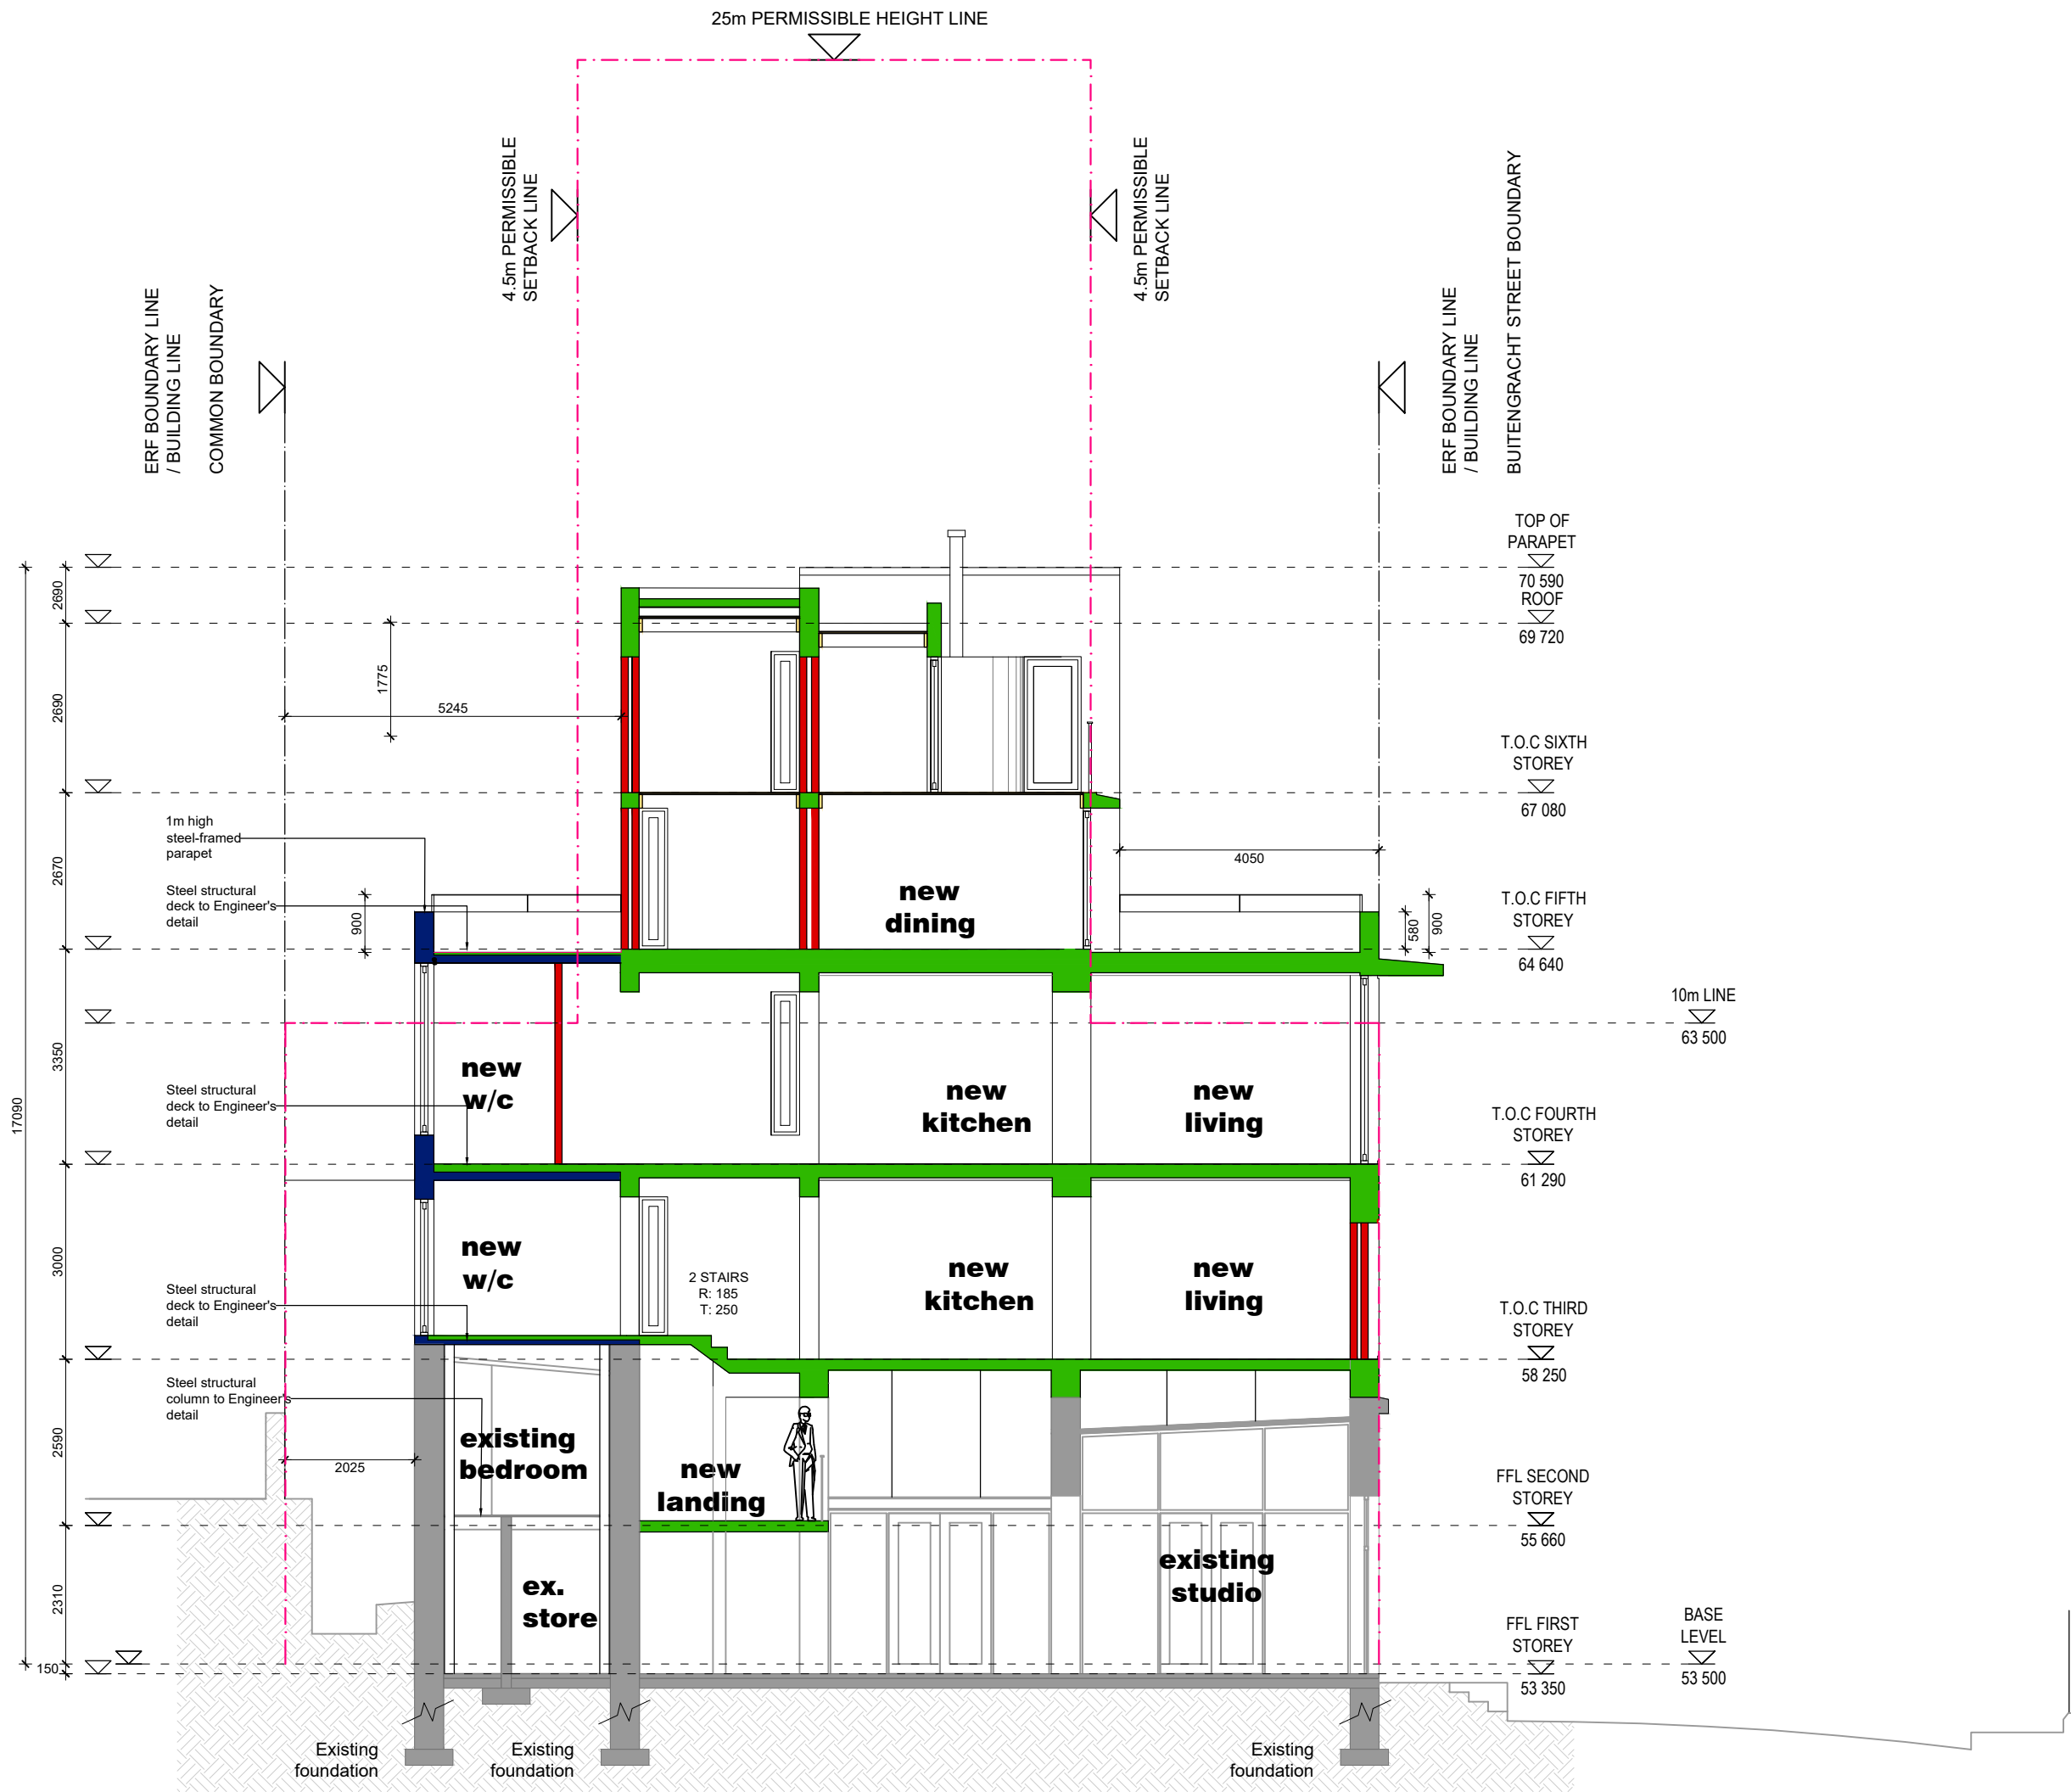 25m PERMISSIBLE HEIGHT LINE
4.5m PERMISSIBLE
SETBACK LINE
4.5m PERMISSIBLE
SETBACK LINE
ERF BOUNDARY LINE
/ BUILDING LINE
COMMON BOUNDARY
ERF BOUNDARY LINE
/ BUILDING LINE
BUITENGRACHT STREET BOUNDARY
TOP OF
PARAPET
70 590
ROOF
69 720
T.O.C SIXTH
STOREY
67 080
T.O.C FIFTH
STOREY
64 640
10m LINE
63 500
T.O.C FOURTH
STOREY
61 290
T.O.C THIRD
STOREY
58 250
FFL SECOND
STOREY
55 660
FFL FIRST
STOREY
53 350
BASE
LEVEL
53 500
17090
2690
2690
2670
3350
3000
2590
2310
150
1775
5245
4050
900
580
900
2025
1m high
steel-framed
parapet
Steel structural
deck to Engineer's
detail
Steel structural
deck to Engineer's
detail
Steel structural
deck to Engineer's
detail
Steel structural
column to Engineer's
detail
new
dining
new
w/c
new
kitchen
new
living
new
w/c
2 STAIRS
R: 185
T: 250
new
kitchen
new
living
existing
bedroom
new
landing
ex.
store
existing
studio
Existing
foundation
Existing
foundation
Existing
foundation